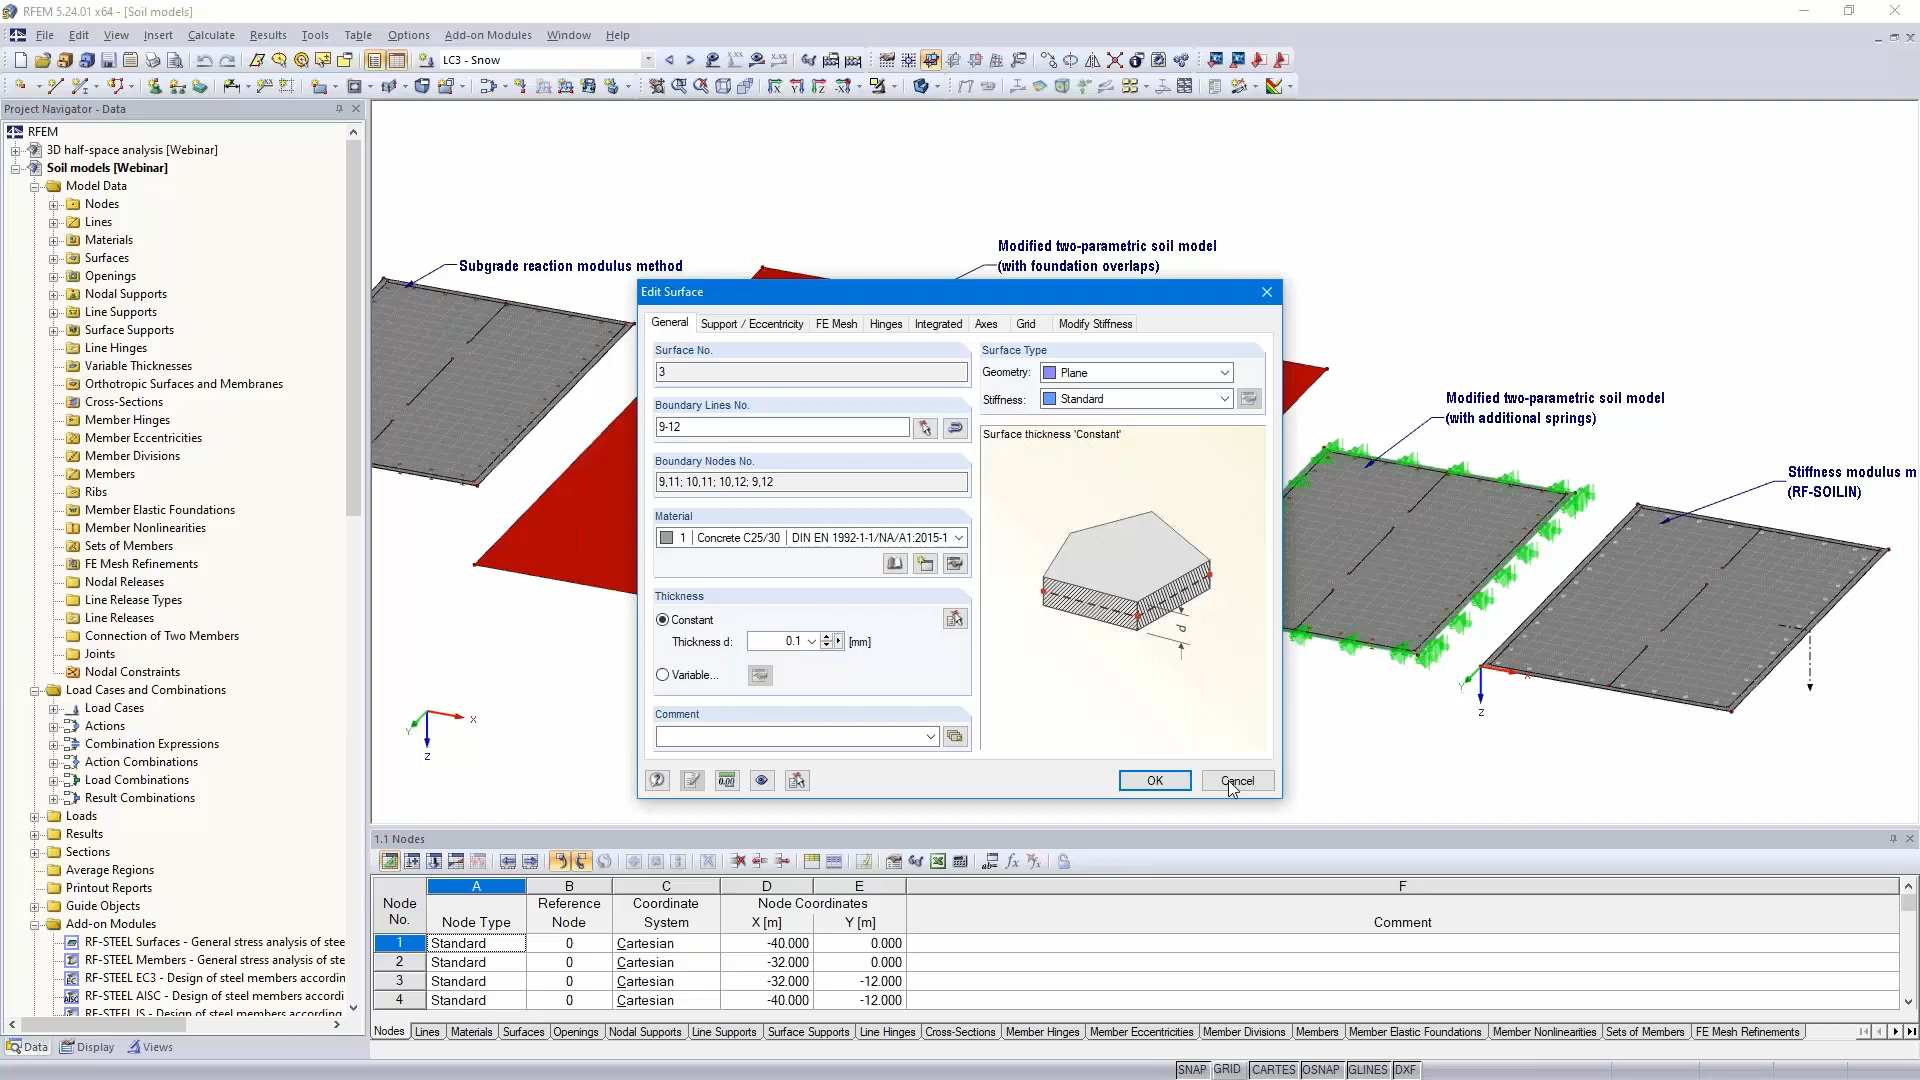 RFEM 5.24.01 x64 - [Soil models]
File Edit View Insert Calculate Results Tools Table Options Add-on Modules Window Help
LC3 - Snow
Project Navigator - Data
RFEM
3D half-space analysis [Webinar]
Soil models [Webinar]
Model Data
Nodes
Lines
Materials
Surfaces
Openings
Nodal Supports
Line Supports
Surface Supports
Line Hinges
Variable Thicknesses
Orthotropic Surfaces and Membranes
Cross-Sections
Member Hinges
Member Eccentricities
Member Divisions
Members
Ribs
Member Elastic Foundations
Member Nonlinearities
Sets of Members
FE Mesh Refinements
Nodal Releases
Line Release Types
Line Releases
Connection of Two Members
Joints
Nodal Constraints
Load Cases and Combinations
Load Cases
Actions
Combination Expressions
Action Combinations
Load Combinations
Result Combinations
Loads
Results
Sections
Average Regions
Printout Reports
Guide Objects
Add-on Modules
RF-STEEL Surfaces - General stress analysis of stee
RF-STEEL Members - General stress analysis of ste
RF-STEEL EC3 - Design of steel members accordin
RF-STEEL AISC - Design of steel members accordi
RF-STEEL IS - Design of steel members according
Data Display Views
Subgrade reaction modulus method
Modified two-parametric soil model
(with foundation overlaps)
Modified two-parametric soil model
(with additional springs)
Stiffness modulus m
(RF-SOILIN)
X
Y
Z
X
Y
Z
Edit Surface
General Support / Eccentricity FE Mesh Hinges Integrated Axes Grid Modify Stiffness
Surface No.
3
Boundary Lines No.
9-12
Boundary Nodes No.
9,11; 10,11; 10,12; 9,12
Material
1 Concrete C25/30 DIN EN 1992-1-1/NA/A1:2015-1
Thickness
Constant
Thickness d: 0.1 [mm]
Variable...
Comment
Surface Type
Geometry: Plane
Stiffness: Standard
Surface thickness 'Constant'
d
OK Cancel
1.1 Nodes
A B C D E F
Node No. Node Type Reference Node Coordinate System Node Coordinates X [m] Y [m] Comment
1 Standard 0 Cartesian -40.000 0.000
2 Standard 0 Cartesian -32.000 0.000
3 Standard 0 Cartesian -32.000 -12.000
4 Standard 0 Cartesian -40.000 -12.000
Nodes Lines Materials Surfaces Openings Nodal Supports Line Supports Surface Supports Line Hinges Cross-Sections Member Hinges Member Eccentricities Member Divisions Members Member Elastic Foundations Member Nonlinearities Sets of Members FE Mesh Refinements
SNAP GRID CARTES OSNAP GLINES DXF